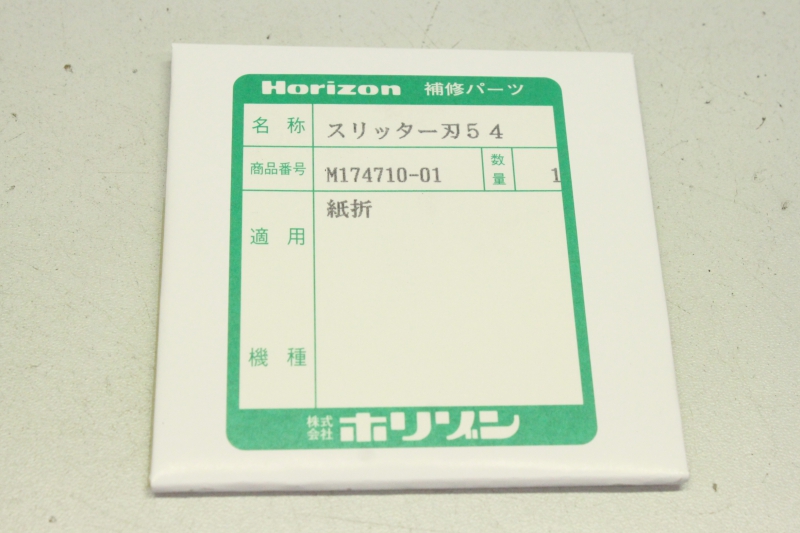 Horizon 補修パーツ
名称 スリッター刃54
商品番号 M174710-01 数量 1
適用 紙折
機種
株式会社 ホリゾン